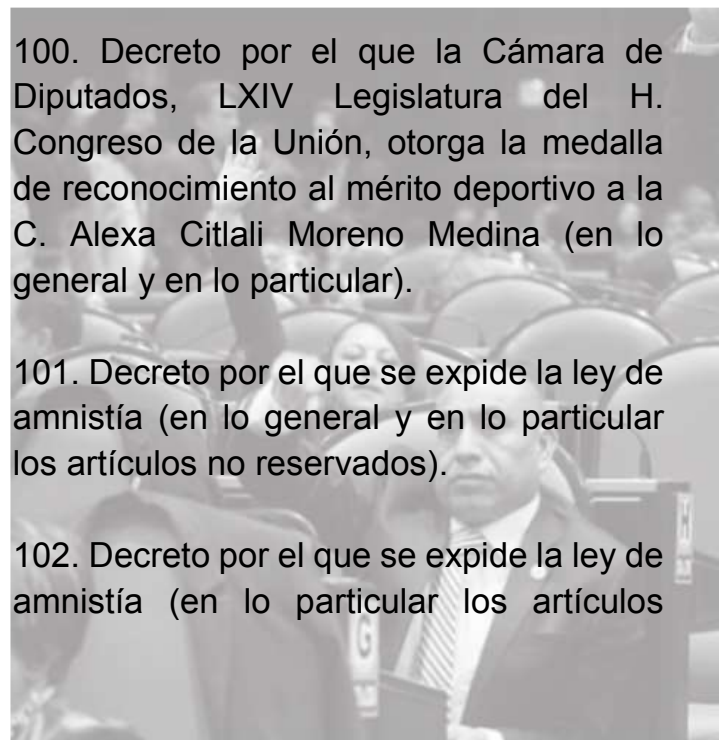 100. Decreto por el que la Cámara de
Diputados, LXIV Legislatura del H.
Congreso de la Unión, otorga la medalla
de reconocimiento al mérito deportivo a la
C. Alexa Citlali Moreno Medina (en lo
general y en lo particular).
101. Decreto por el que se expide la ley de
amnistía (en lo general y en lo particular
los artículos no reservados).
102. Decreto por el que se expide la ley de
amnistía (en lo particular los artículos